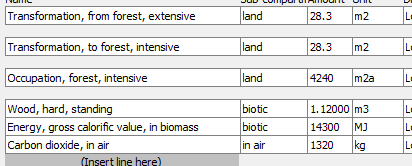 Name Sub-compartm Amount Unit
Transformation, from forest, extensive land 28.3 m2
Transformation, to forest, intensive land 28.3 m2
Occupation, forest, intensive land 4240 m2a
Wood, hard, standing biotic 1.12000 m3
Energy, gross calorific value, in biomass biotic 14300 MJ
Carbon dioxide, in air in air 1320 kg
(Insert line here)